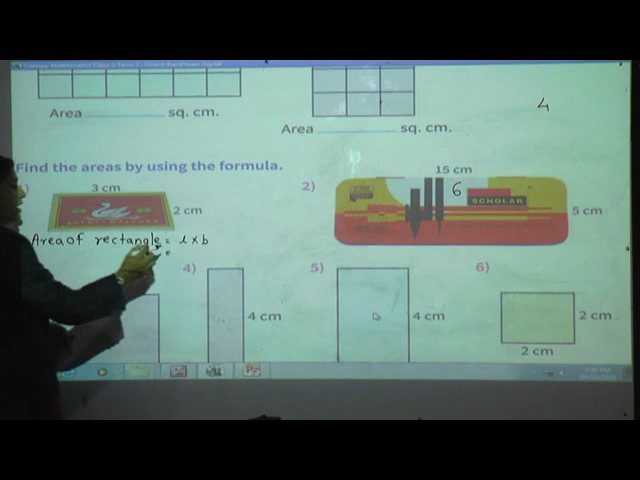 Area ________ sq. cm.
Area ________ sq. cm.
4
Find the areas by using the formula.
3 cm
2 cm
Area of rectangle = l × b
=
2)
15 cm
6
SCHOLAR
5 cm
4)
4 cm
5)
4 cm
6)
2 cm
2 cm